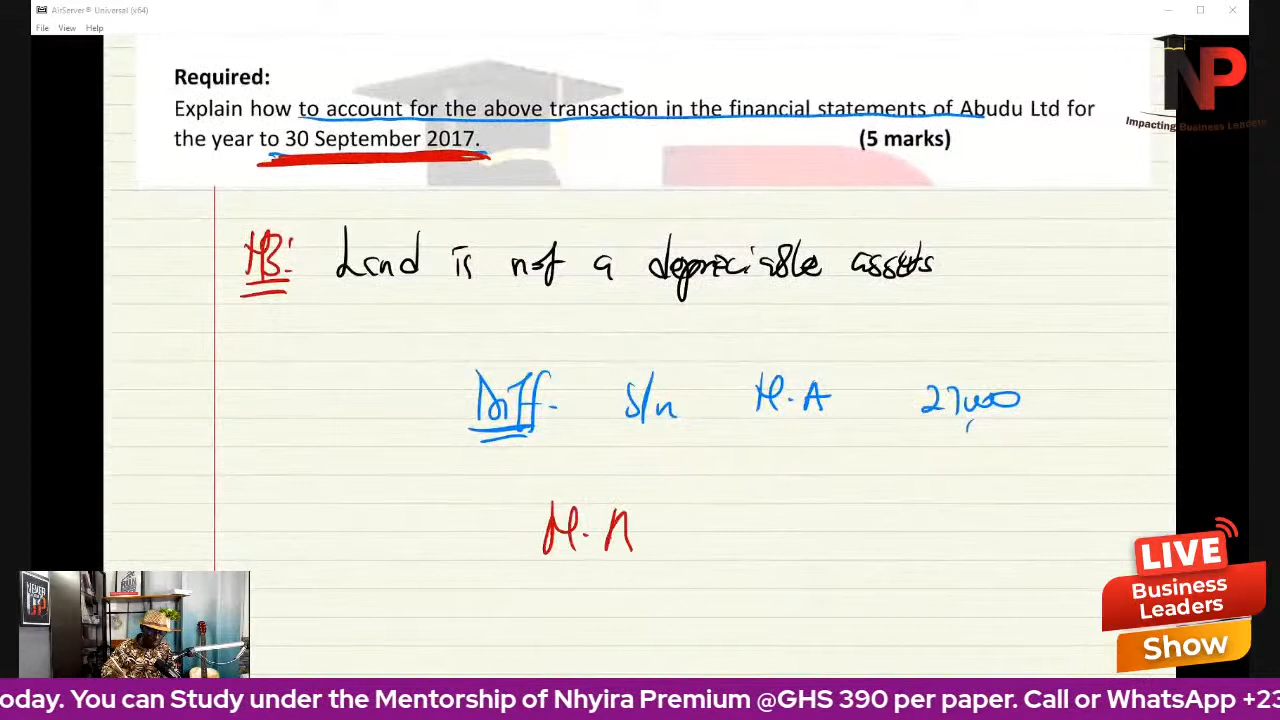 AirServer® Universal (x64)
File View Help
NP
Impacting Business Leaders
Required:
Explain how to account for the above transaction in the financial statements of Abudu Ltd for
the year to 30 September 2017. (5 marks)
NB: Land is not a depreciable assets
Diff. S/n N.A 27,000
LIVE
Business
Leaders
Show
oday. You can Study under the Mentorship of Nhyira Premium @GHS 390 per paper. Call or WhatsApp +23